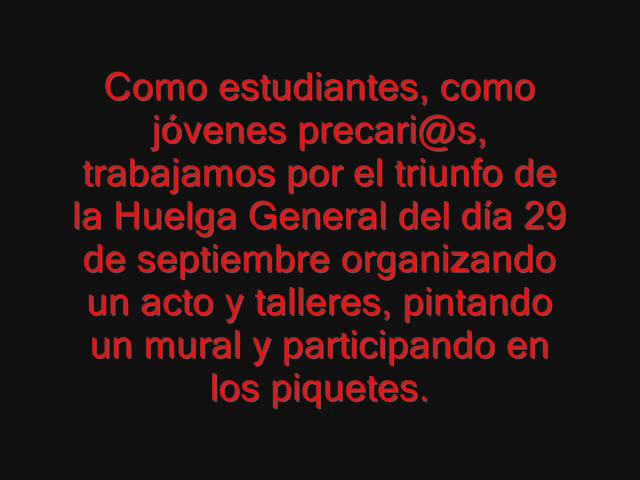 Como estudiantes, como
jóvenes precari@s,
trabajamos por el triunfo de
la Huelga General del día 29
de septiembre organizando
un acto y talleres, pintando
un mural y participando en
los piquetes.